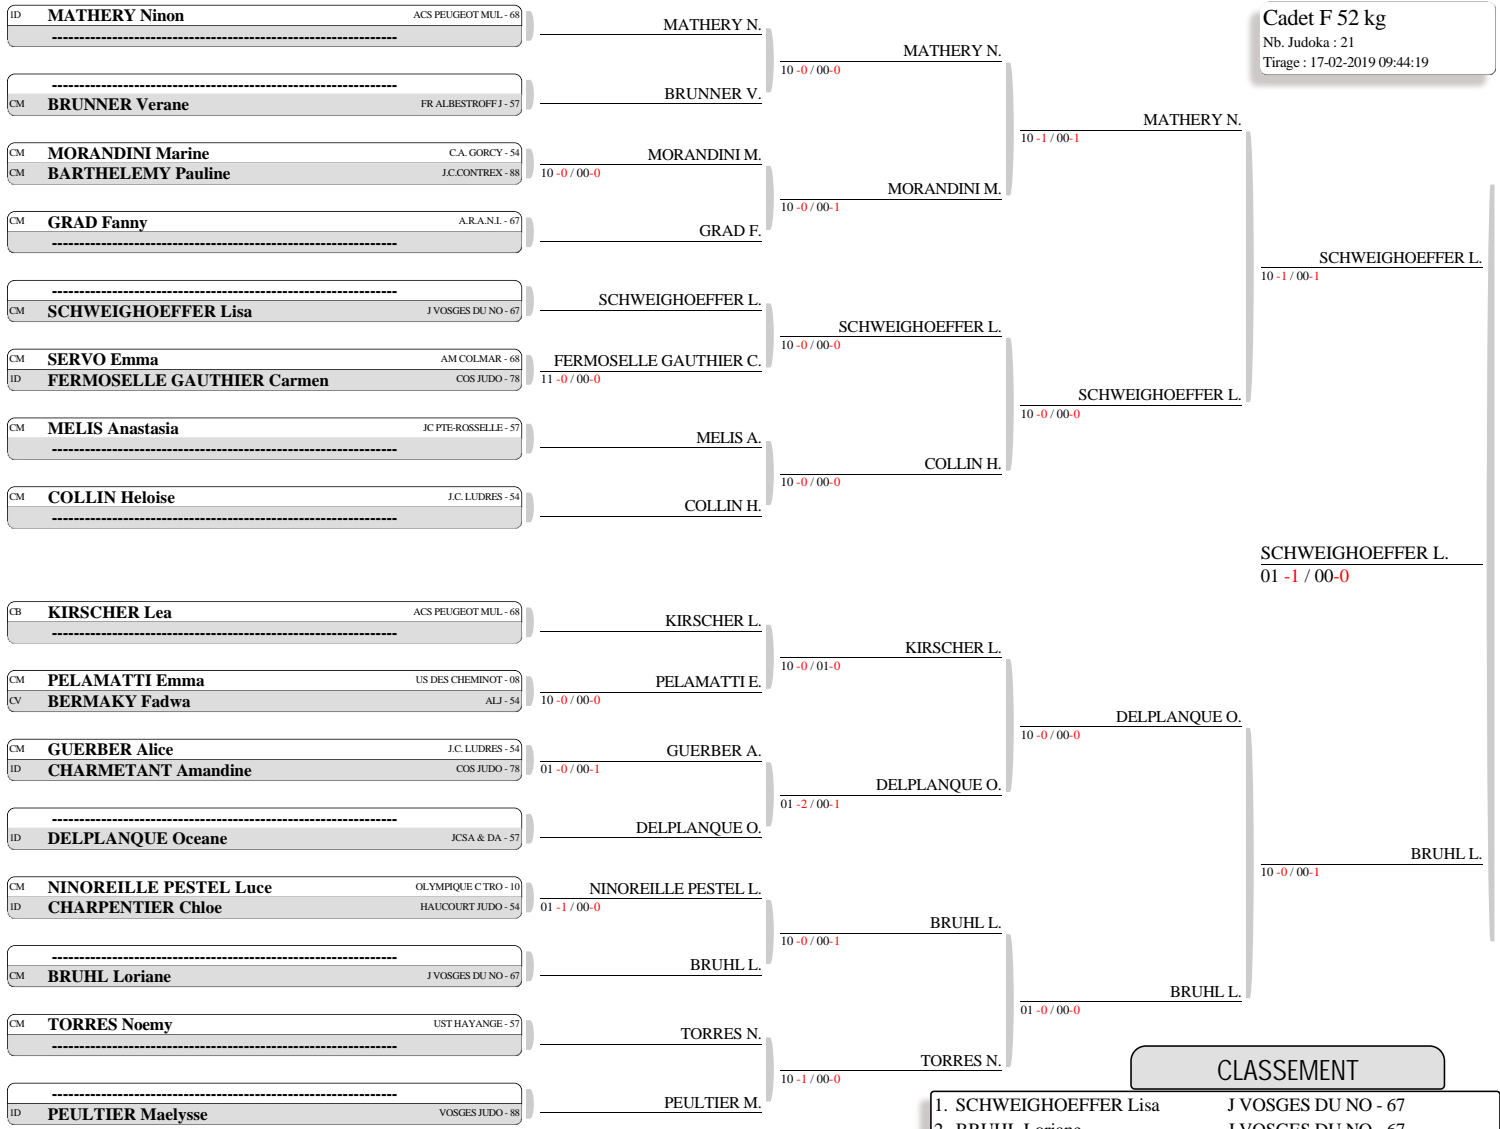 Cadet F 52 kg
Nb. Judoka : 21
Tirage : 17-02-2019 09:44:19
1D MATHERY Ninon ACS PEUGEOT MUL - 68
------------------------------------------------------------------
------------------------------------------------------------------
CM BRUNNER Verane FR ALBESTROFF J - 57
CM MORANDINI Marine C.A. GORCY - 54
CM BARTHELEMY Pauline J.C.CONTREX - 88
CM GRAD Fanny A.R.A.N.I. - 67
------------------------------------------------------------------
------------------------------------------------------------------
CM SCHWEIGHOEFFER Lisa J VOSGES DU NO - 67
CM SERVO Emma AM COLMAR - 68
1D FERMOSELLE GAUTHIER Carmen COS JUDO - 78
CM MELIS Anastasia JC PTE-ROSSELLE - 57
------------------------------------------------------------------
CM COLLIN Heloise J.C. LUDRES - 54
------------------------------------------------------------------
CB KIRSCHER Lea ACS PEUGEOT MUL - 68
------------------------------------------------------------------
CM PELAMATTI Emma US DES CHEMINOT - 08
CV BERMAKY Fadwa ALJ - 54
CM GUERBER Alice J.C. LUDRES - 54
1D CHARMETANT Amandine COS JUDO - 78
------------------------------------------------------------------
1D DELPLANQUE Oceane JCSA & DA - 57
CM NINOREILLE PESTEL Luce OLYMPIQUE C TRO - 10
1D CHARPENTIER Chloe HAUCOURT JUDO - 54
------------------------------------------------------------------
CM BRUHL Loriane J VOSGES DU NO - 67
CM TORRES Noemy UST HAYANGE - 57
------------------------------------------------------------------
------------------------------------------------------------------
1D PEULTIER Maelysse VOSGES JUDO - 88
MATHERY N.
BRUNNER V.
MORANDINI M.
10 -0 / 00-0
GRAD F.
SCHWEIGHOEFFER L.
FERMOSELLE GAUTHIER C.
11 -0 / 00-0
MELIS A.
COLLIN H.
KIRSCHER L.
PELAMATTI E.
10 -0 / 00-0
GUERBER A.
01 -0 / 00-1
DELPLANQUE O.
NINOREILLE PESTEL L.
01 -1 / 00-0
BRUHL L.
TORRES N.
PEULTIER M.
MATHERY N.
10 -0 / 00-0
MORANDINI M.
10 -0 / 00-1
SCHWEIGHOEFFER L.
10 -0 / 00-0
COLLIN H.
10 -0 / 00-0
KIRSCHER L.
10 -0 / 01-0
DELPLANQUE O.
01 -2 / 00-1
BRUHL L.
10 -0 / 00-1
TORRES N.
10 -1 / 00-0
MATHERY N.
10 -1 / 00-1
SCHWEIGHOEFFER L.
10 -0 / 00-0
DELPLANQUE O.
10 -0 / 00-0
BRUHL L.
01 -0 / 00-0
SCHWEIGHOEFFER L.
10 -1 / 00-1
BRUHL L.
10 -0 / 00-1
SCHWEIGHOEFFER L.
01 -1 / 00-0
CLASSEMENT
1. SCHWEIGHOEFFER Lisa J VOSGES DU NO - 67
2. BRUHL Loriane J VOSGES DU NO - 67